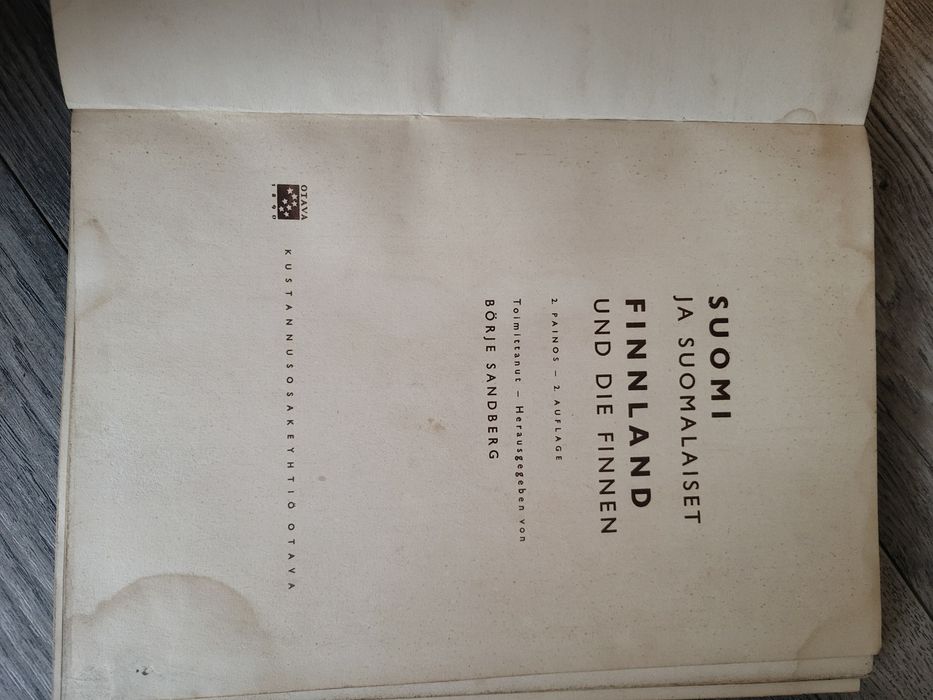 SUOMI
JA SUOMALAISET
FINNLAND
UND DIE FINNEN
2. PAINOS — 2. AUFLAGE
Toimittanut — Herausgegeben von
BÖRJE SANDBERG
OTAVA
1890
KUSTANNUSOSAKEYHTIÖ OTAVA